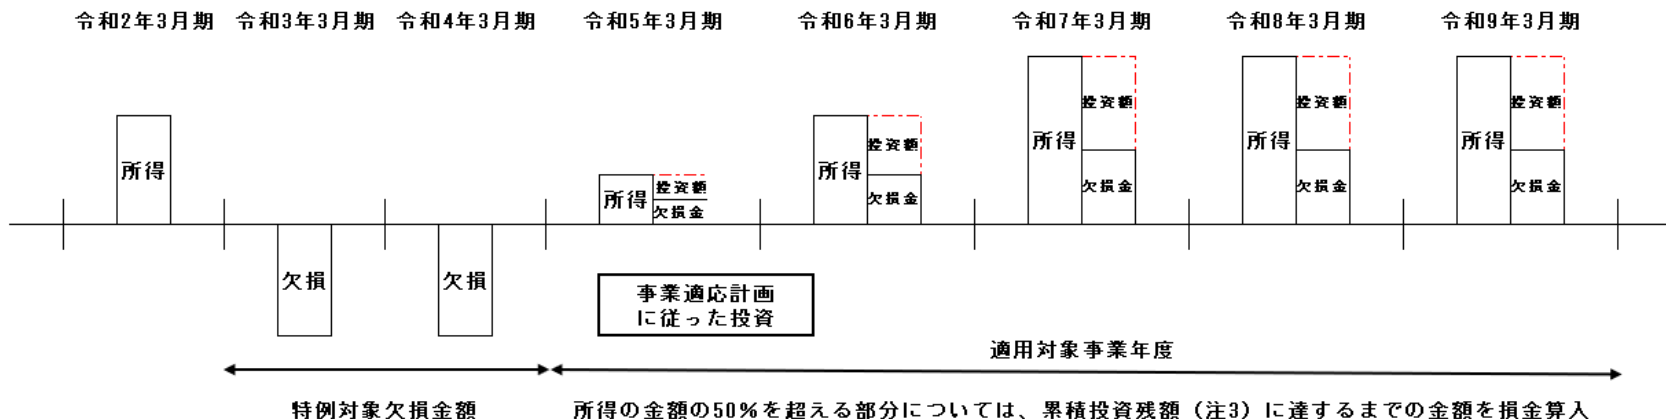 令和2年3月期 令和3年3月期 令和4年3月期 令和5年3月期 令和6年3月期 令和7年3月期 令和8年3月期 令和9年3月期
所得
欠損
欠損
所得
投資額
欠損金
所得
投資額
欠損金
所得
投資額
欠損金
所得
投資額
欠損金
所得
投資額
欠損金
事業適応計画
に従った投資
適用対象事業年度
特例対象欠損金額
所得の金額の50%を超える部分については、累積投資残額(注3)に達するまでの金額を損金算入